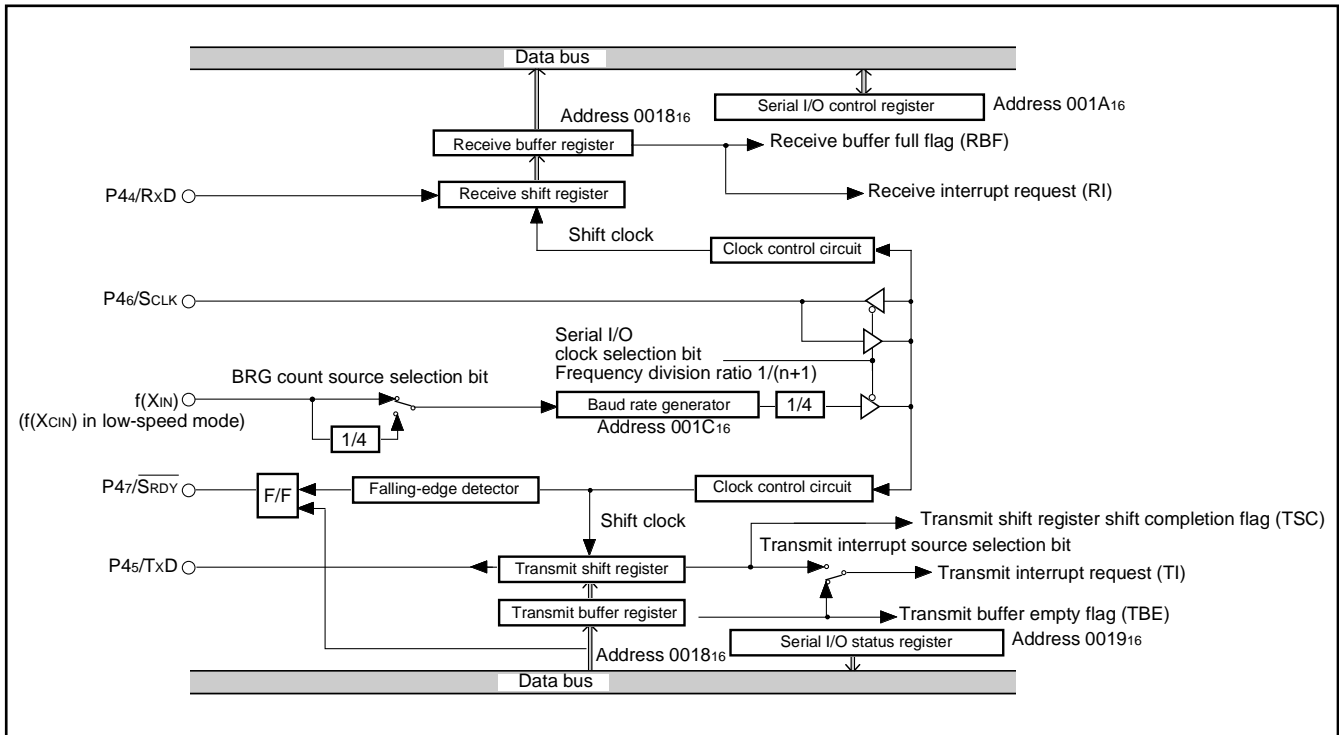 Data bus
Address 001816
Serial I/O control register
Address 001A16
Receive buffer register
Receive buffer full flag (RBF)
P44/RXD
Receive shift register
Receive interrupt request (RI)
Shift clock
Clock control circuit
P46/SCLK
Serial I/O
clock selection bit
BRG count source selection bit
Frequency division ratio 1/(n+1)
f(XIN)
(f(XCIN) in low-speed mode)
Baud rate generator
1/4
Address 001C16
1/4
P47/SRDY
F/F
Falling-edge detector
Clock control circuit
Shift clock
Transmit shift register shift completion flag (TSC)
Transmit interrupt source selection bit
P45/TXD
Transmit shift register
Transmit interrupt request (TI)
Transmit buffer register
Transmit buffer empty flag (TBE)
Address 001816
Serial I/O status register
Address 001916
Data bus